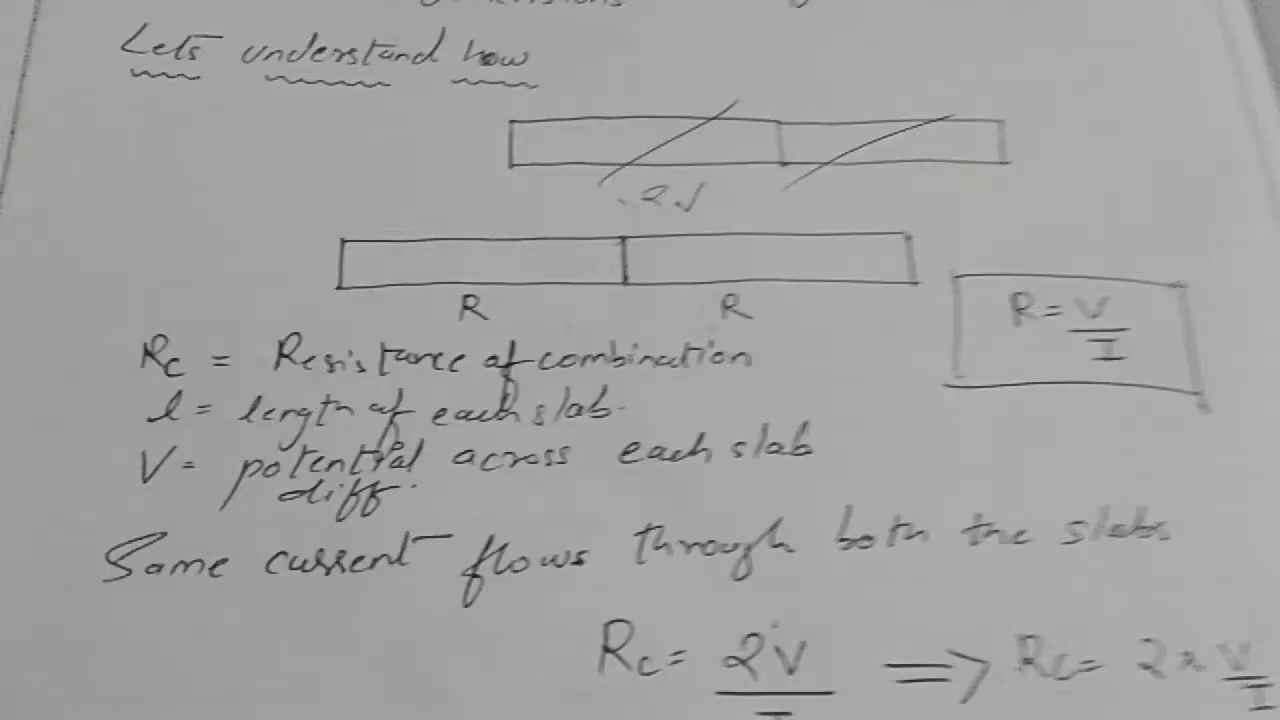 Lets understand how
2V
R R
R = V
I
Rc = Resistance of combination
l = length of each slab.
V = potential across each slab
diff.
Same current flows through both the slabs
Rc = 2V ⟹ Rc = 2 x V
I I